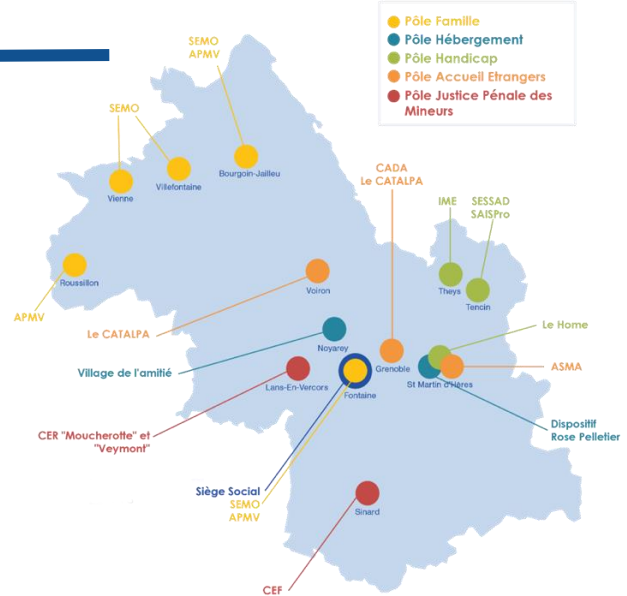 Pôle Famille
Pôle Hébergement
Pôle Handicap
Pôle Accueil Etrangers
Pôle Justice Pénale des
Mineurs
SEMO
APMV
SEMO
Bourgoin-Jailleu
Villefontaine
Vienne
CADA
Le CATALPA
IME
SESSAD
SAISPro
Roussillon
Voiron
Theys
Tencin
APMV
Le CATALPA
Le Home
Noyarey
Grenoble
Village de l'amitié
ASMA
Lans-En-Vercors
St Martin d'Hères
Fontaine
Dispositif
Rose Pelletier
CER "Moucherotte" et
"Veymont"
Siège Social
SEMO
APMV
Sinard
CEF